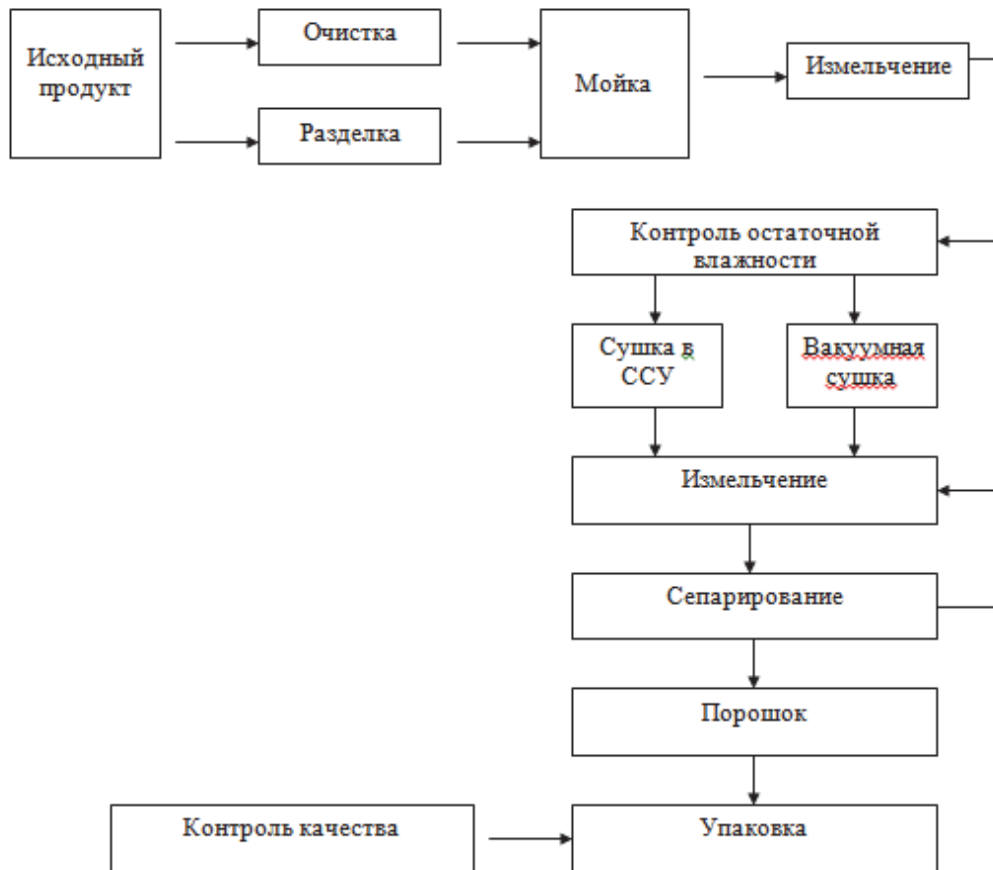 Исходный
продукт
Очистка
Разделка
Мойка
Измельчение
Контроль остаточной
влажности
Сушка в
ССУ
Вакуумная
сушка
Измельчение
Сепарирование
Порошок
Контроль качества
Упаковка